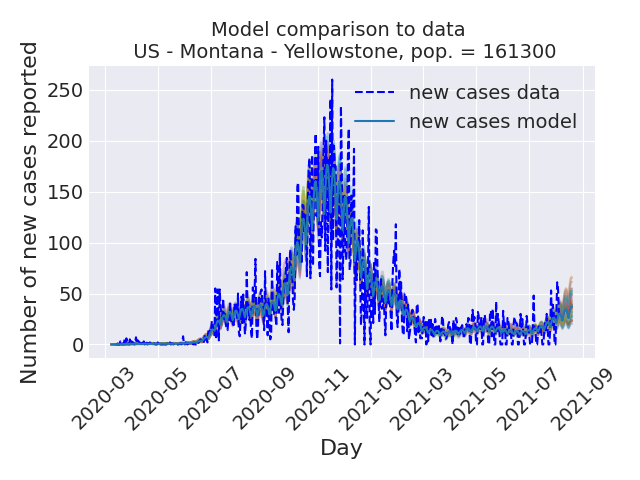 Model comparison to data
US - Montana - Yellowstone, pop. = 161300
Number of new cases reported
250
200
150
100
50
0
new cases data
new cases model
2020-03
2020-05
2020-07
2020-09
2020-11
2021-01
2021-03
2021-05
2021-07
2021-09
Day